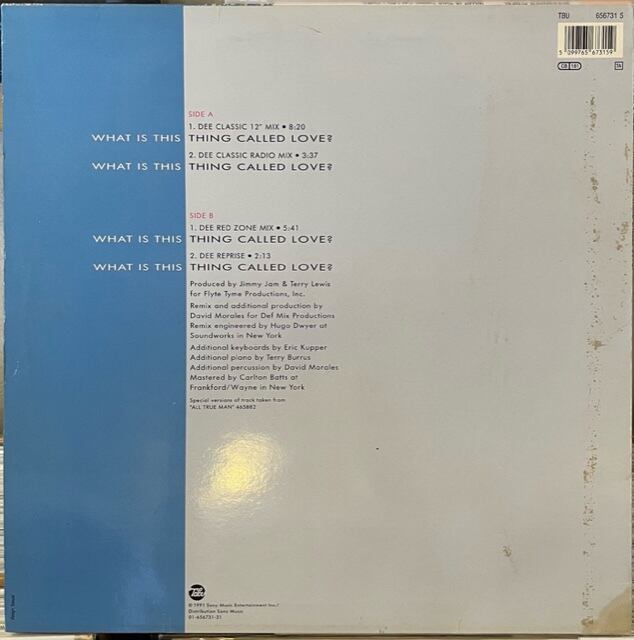 TBU 656731 5
5 099765 673159
CB 181
SIDE A
1. DEE CLASSIC 12" MIX • 8:20
WHAT IS THIS THING CALLED LOVE?
2. DEE CLASSIC RADIO MIX • 3:37
WHAT IS THIS THING CALLED LOVE?
SIDE B
1. DEE RED ZONE MIX • 5:41
WHAT IS THIS THING CALLED LOVE?
2. DEE REPRISE • 2:13
WHAT IS THIS THING CALLED LOVE?
Produced by Jimmy Jam & Terry Lewis
for Flyte Tyme Productions, Inc.
Remix and additional production by
David Morales for Def Mix Productions
Remix engineered by Hugo Dwyer at
Soundworks in New York
Additional keyboards by Eric Kupper
Additional piano by Terry Burrus
Additional percussion by David Morales
Mastered by Carlton Batts at
Frankford/Wayne in New York
Special versions of track taken from
"ALL TRUE MAN" 465882
Tabu
© 1991 Sony Music Entertainment Inc./
Distribution Sony Music
01-656731-21